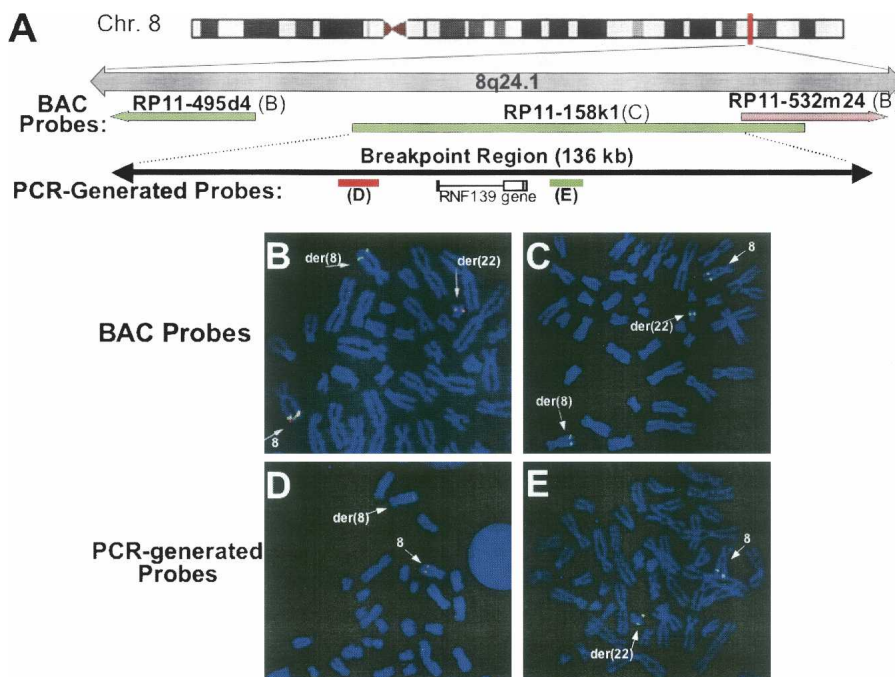 A
Chr. 8
8q24.1
BAC Probes:
RP11-495d4 (B)
RP11-158k1(C)
RP11-532m24 (B
Breakpoint Region (136 kb)
PCR-Generated Probes:
(D)
RNF139 gene
(E)
BAC Probes
B
der(8)
der(22)
8
C
8
der(22)
der(8)
PCR-generated
Probes
D
der(8)
8
E
8
der(22)